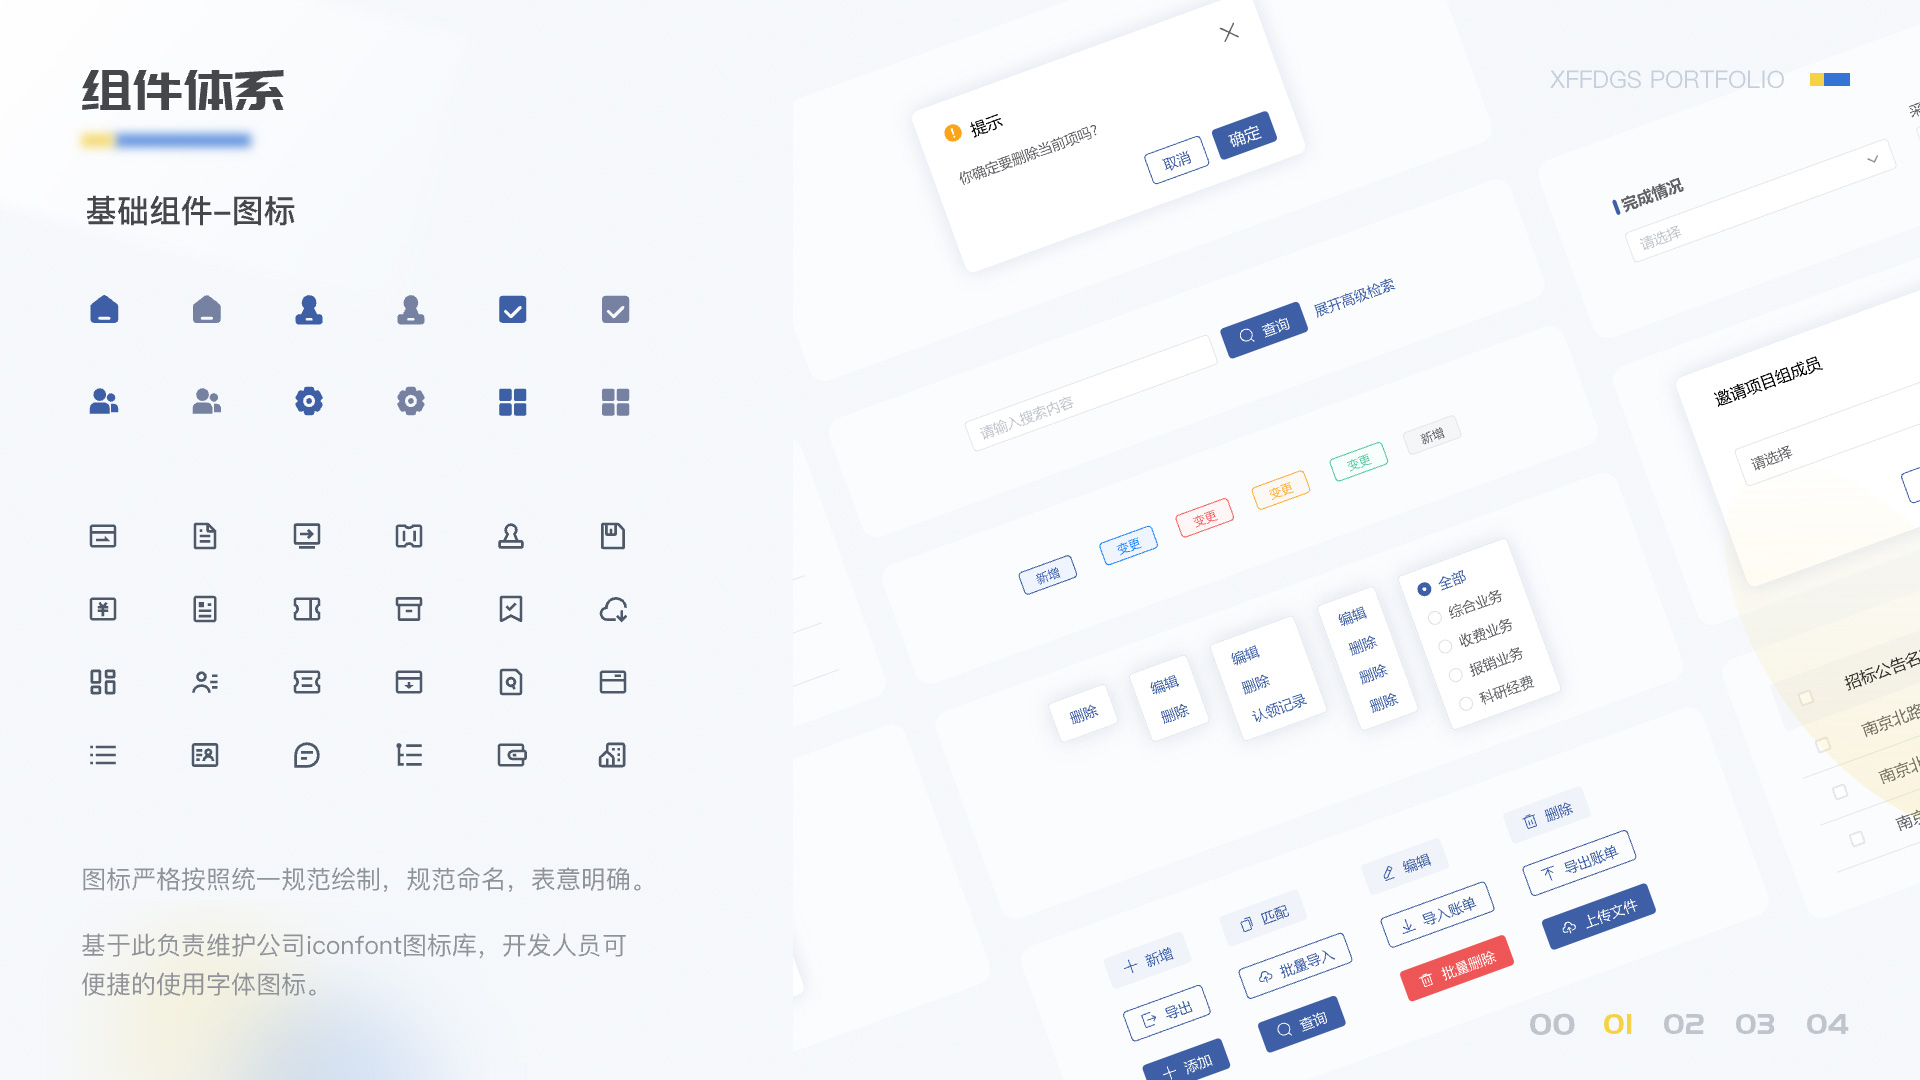 组件体系
XFFDGS PORTFOLIO
基础组件-图标
图标严格按照统一规范绘制，规范命名，表意明确。
基于此负责维护公司iconfont图标库，开发人员可
便捷的使用字体图标。
提示
你确定要删除当前项吗?
取消
确定
请输入搜索内容
查询
展开高级检索
新增
变更
变更
变更
变更
新增
删除
编辑
删除
编辑
删除
认领记录
编辑
删除
删除
删除
全部
综合业务
收费业务
报销业务
科研经费
新增
匹配
编辑
删除
导出
批量导入
导入账单
导出账单
添加
查询
批量删除
上传文件
完成情况
请选择
邀请项目组成员
请选择
招标公告名
南京北路
南京北
南京
00 01 02 03 04